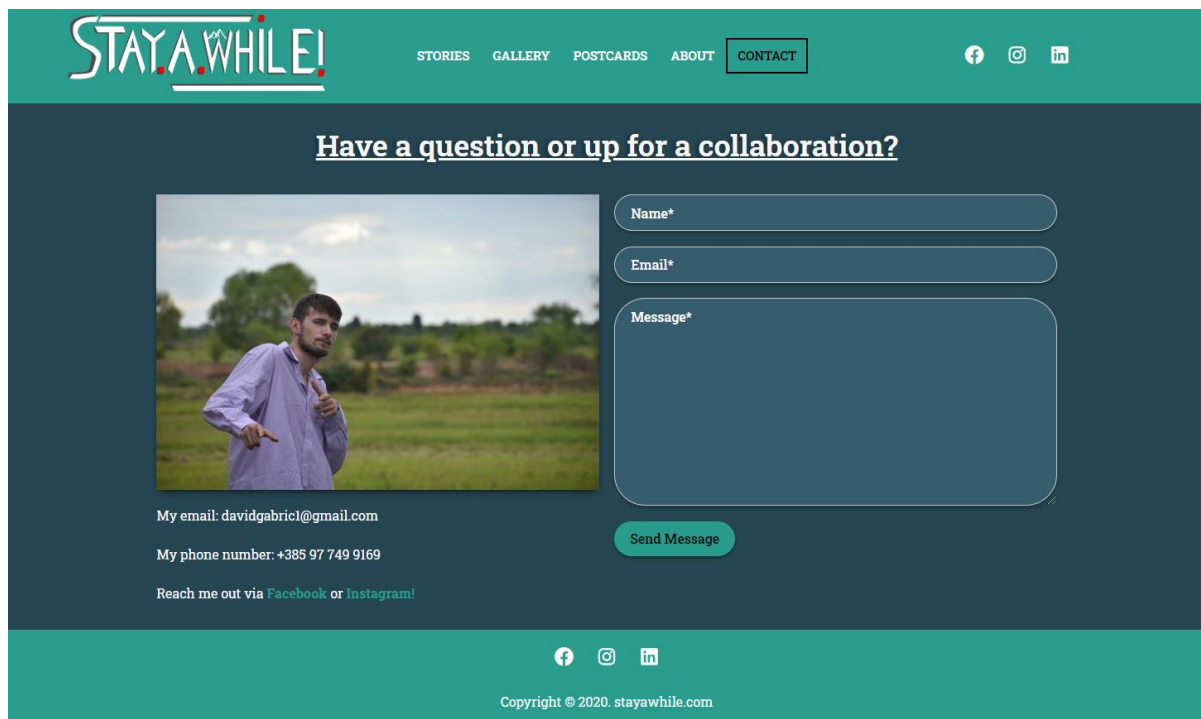 STAY.A.WHILE!
STORIES GALLERY POSTCARDS ABOUT CONTACT
Have a question or up for a collaboration?
Name*
Email*
Message*
Send Message
My email: davidgabric1@gmail.com
My phone number: +385 97 749 9169
Reach me out via Facebook or Instagram!
Copyright © 2020. stayawhile.com